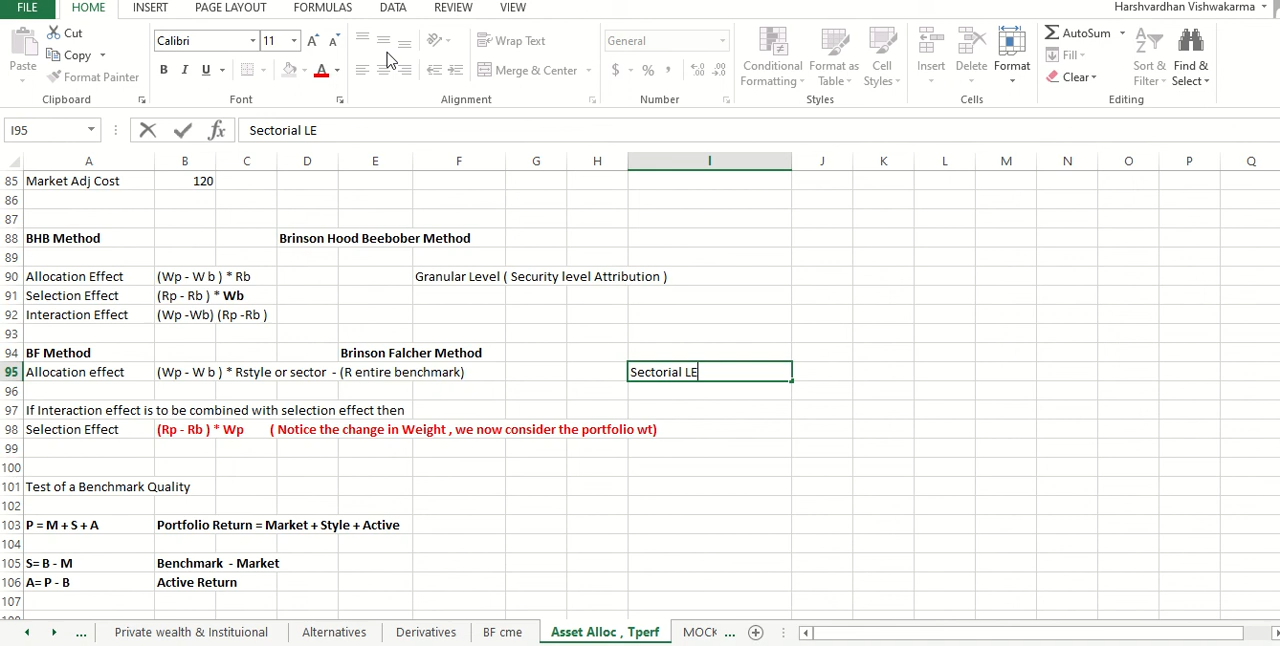 FILE HOME INSERT PAGE LAYOUT FORMULAS DATA REVIEW VIEW Harshvardhan Vishwakarma
Paste Cut Copy Format Painter Clipboard
Calibri 11 A A B I U A Font
Wrap Text Merge & Center Alignment
General $ % , .00 Number
Conditional Formatting Format as Table Cell Styles Styles
Insert Delete Format Cells
AutoSum Fill Clear Sort & Filter Find & Select Editing
I95 fx Sectorial LE
A B C D E F G H I J K L M N O P Q
85 Market Adj Cost 120
86
87
88 BHB Method Brinson Hood Beebober Method
89
90 Allocation Effect (Wp - W b ) * Rb Granular Level ( Security level Attribution )
91 Selection Effect (Rp - Rb ) * Wb
92 Interaction Effect (Wp -Wb) (Rp -Rb )
93
94 BF Method Brinson Falcher Method
95 Allocation effect (Wp - W b ) * Rstyle or sector - (R entire benchmark) Sectorial LE
96
97 If Interaction effect is to be combined with selection effect then
98 Selection Effect (Rp - Rb ) * Wp ( Notice the change in Weight , we now consider the portfolio wt)
99
100
101 Test of a Benchmark Quality
102
103 P = M + S + A Portfolio Return = Market + Style + Active
104
105 S= B - M Benchmark - Market
106 A= P - B Active Return
107
... Private wealth & Instituional Alternatives Derivatives BF cme Asset Alloc , Tperf MOCK ...